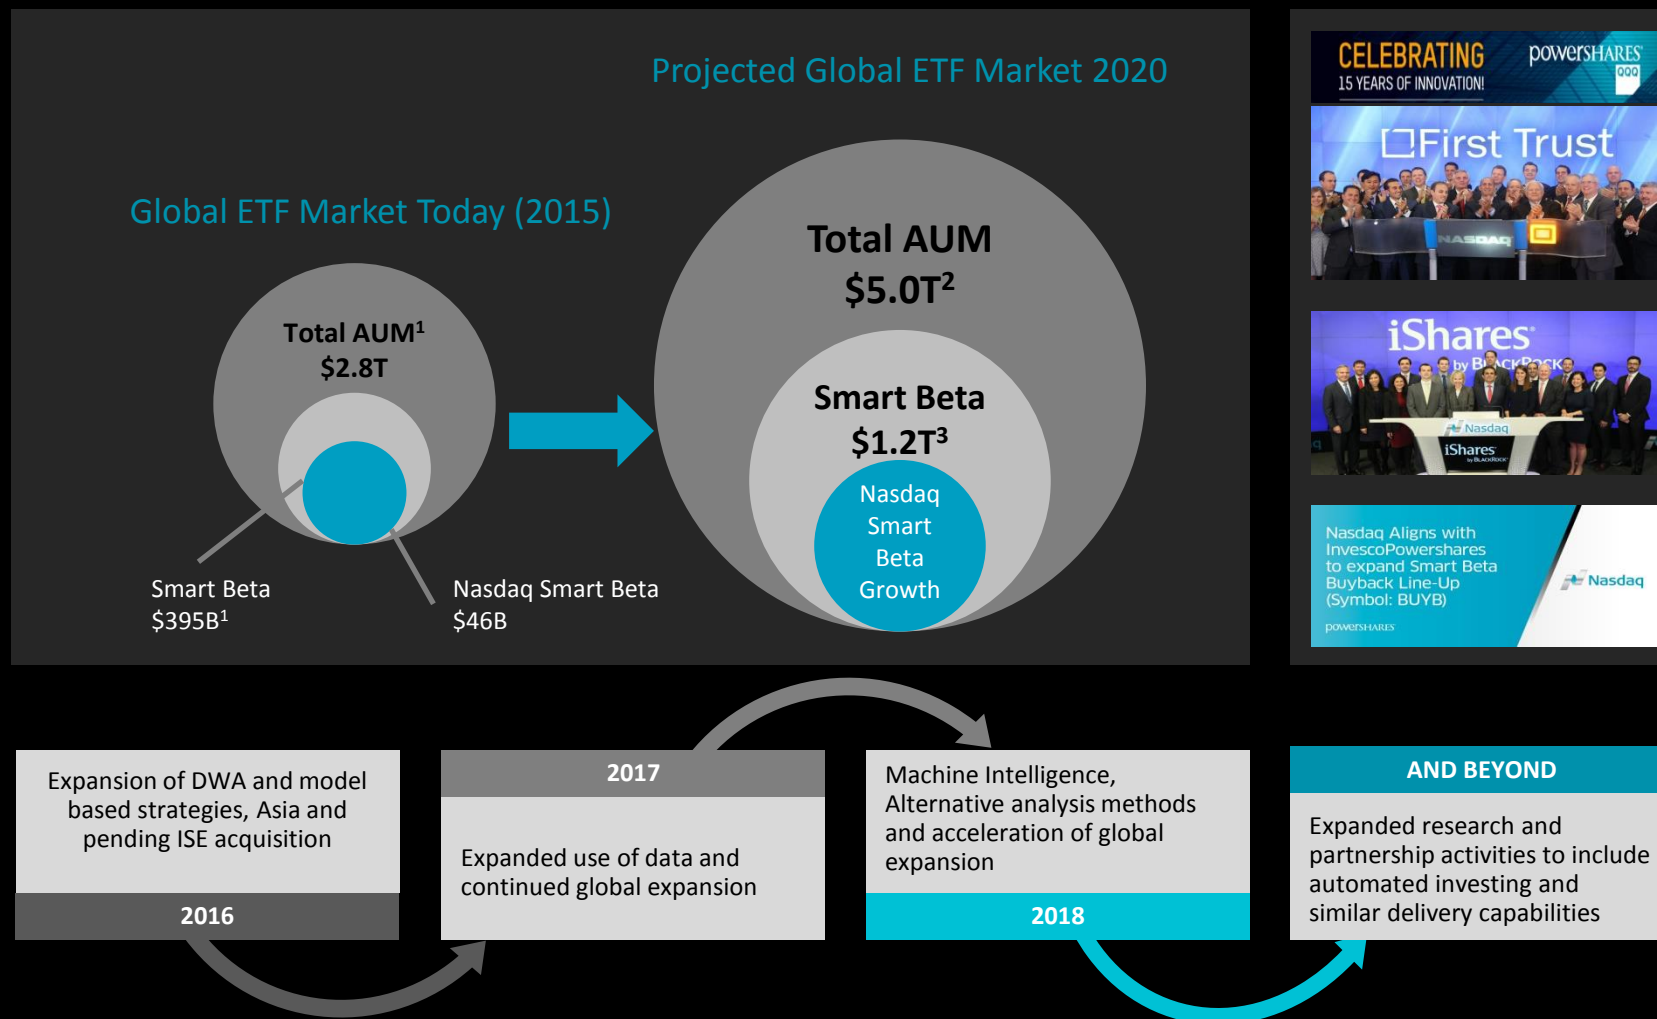 Projected Global ETF Market 2020
Global ETF Market Today (2015)
Total AUM¹
$2.8T
Smart Beta
$395B¹
Nasdaq Smart Beta
$46B
Total AUM
$5.0T²
Smart Beta
$1.2T³
Nasdaq
Smart
Beta
Growth
CELEBRATING
15 YEARS OF INNOVATION!
powerSHARES
QQQ
First Trust
NASDAQ
iShares
by BLACKROCK
Nasdaq
iShares
by BLACKROCK
Nasdaq Aligns with
InvescoPowershares
to expand Smart Beta
Buyback Line-Up
(Symbol: BUYB)
powerSHARES
Nasdaq
Expansion of DWA and model
based strategies, Asia and
pending ISE acquisition
2016
2017
Expanded use of data and
continued global expansion
Machine Intelligence,
Alternative analysis methods
and acceleration of global
expansion
2018
AND BEYOND
Expanded research and
partnership activities to include
automated investing and
similar delivery capabilities